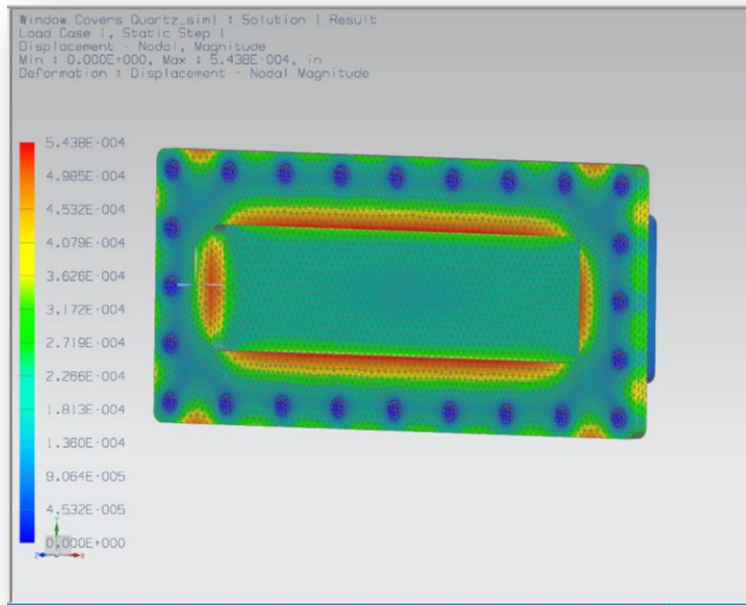 Window Covers Quartz_sim1 : Solution 1 Result
Load Case 1, Static Step 1
Displacement - Nodal, Magnitude
Min : 0.000E+000, Max : 5.438E-004, in
Deformation : Displacement - Nodal Magnitude
5.438E-004
4.985E-004
4.532E-004
4.079E-004
3.626E-004
3.172E-004
2.719E-004
2.266E-004
1.813E-004
1.360E-004
9.064E-005
4.532E-005
0.000E+000
Y
Z
X